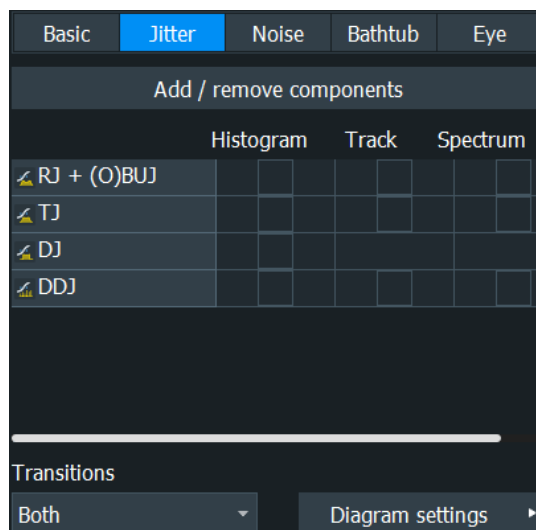 Basic Jitter Noise Bathtub Eye
Add / remove components
Histogram Track Spectrum
RJ + (O)BUJ
TJ
DJ
DDJ
Transitions
Both Diagram settings